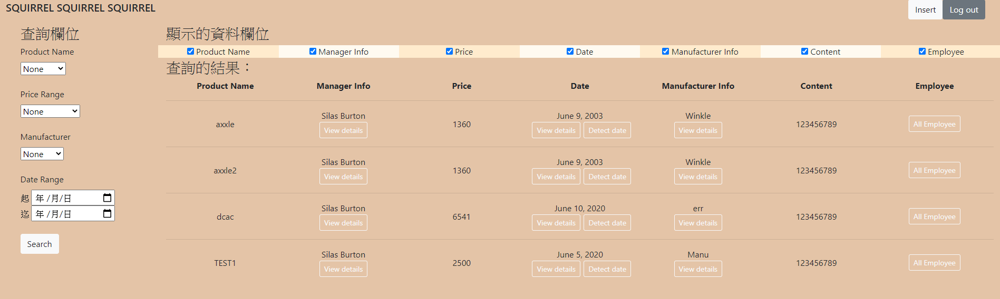 SQUIRREL SQUIRREL SQUIRREL
Insert Log out
查詢欄位
Product Name
None
Price Range
None
Manufacturer
None
Date Range
起 年 /月/日
迄 年 /月/日
Search
顯示的資料欄位
Product Name Manager Info Price Date Manufacturer Info Content Employee
查詢的結果：
Product Name Manager Info Price Date Manufacturer Info Content Employee
axxle Silas Burton 1360 June 9, 2003 Winkle 123456789 All Employee
View details View details Detect date View details
axxle2 Silas Burton 1360 June 9, 2003 Winkle 123456789 All Employee
View details View details Detect date View details
dcac Silas Burton 6541 June 10, 2020 err 123456789 All Employee
View details View details Detect date View details
TEST1 Silas Burton 2500 June 5, 2020 Manu 123456789 All Employee
View details View details Detect date View details